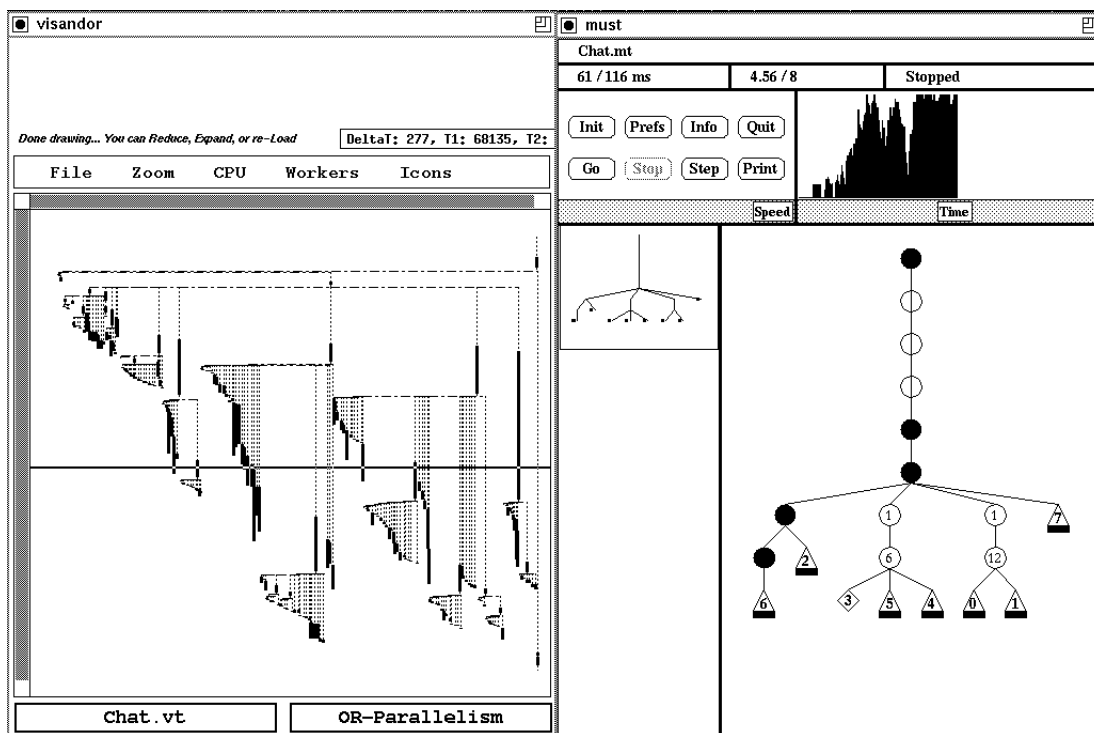 visandor
Done drawing... You can Reduce, Expand, or re-Load
DeltaT: 277, T1: 68135, T2:
File Zoom CPU Workers Icons
Chat.vt
OR-Parallelism
must
Chat.mt
61 / 116 ms
4.56 / 8
Stopped
Init Prefs Info Quit
Go Stop Step Print
Speed
Time
1 1 7
2 6 12
6 3 5 4 0 1